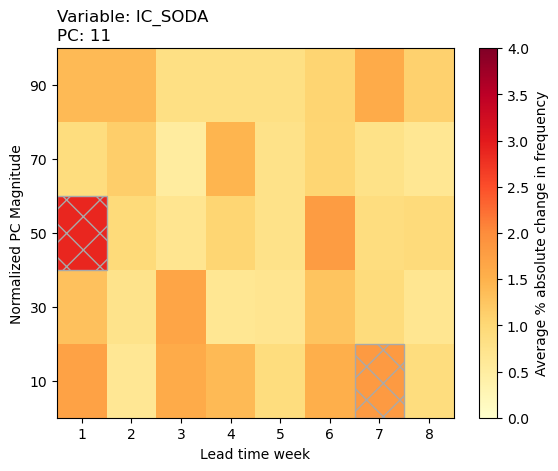 Variable: IC_SODA
PC: 11
90
70
50
30
10
Normalized PC Magnitude
1 2 3 4 5 6 7 8
Lead time week
4.0
3.5
3.0
2.5
2.0
1.5
1.0
0.5
0.0
Average % absolute change in frequency